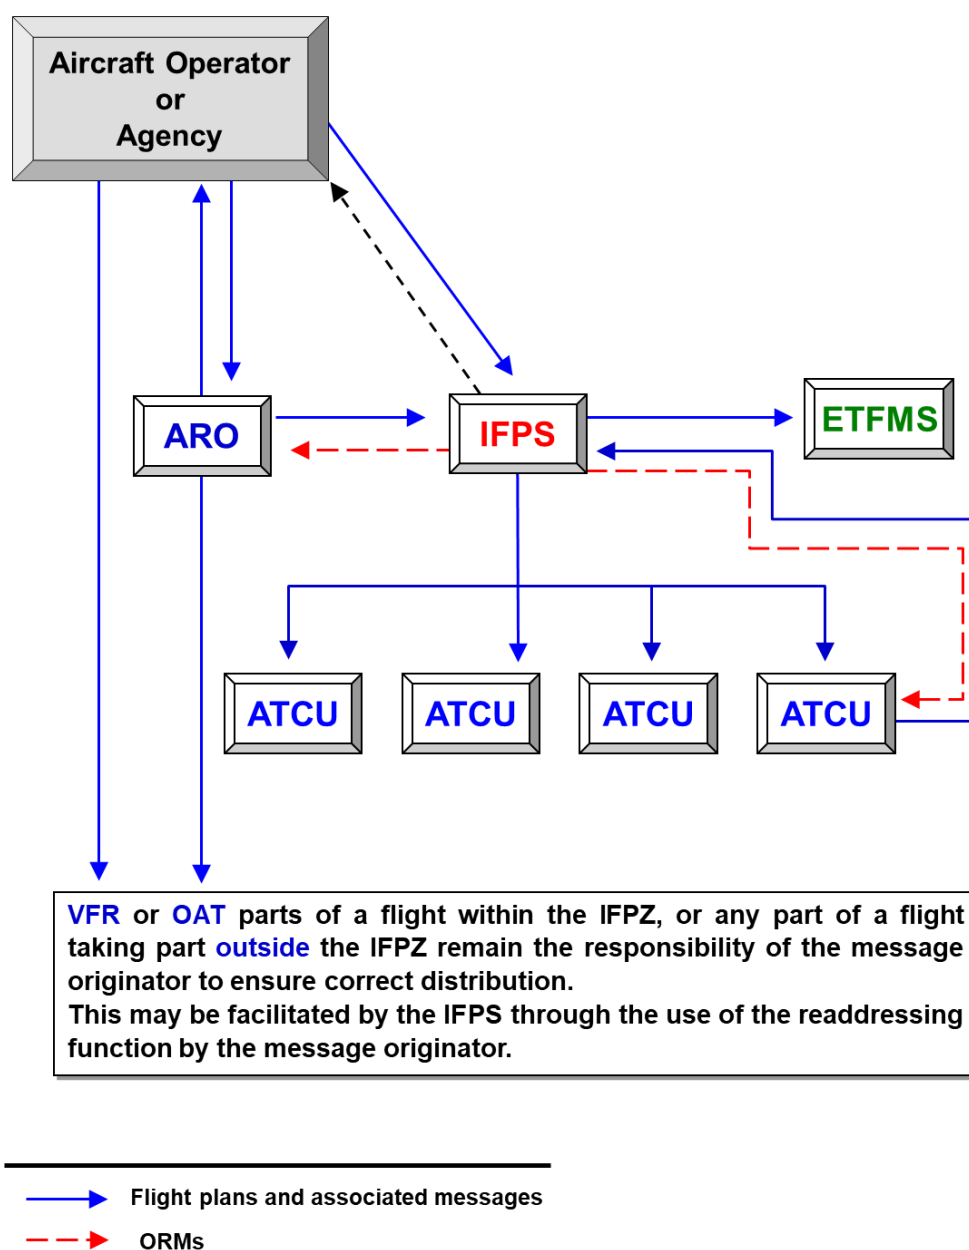 Aircraft Operator
or
Agency
ARO
IFPS
ETFMS
ATCU
ATCU
ATCU
ATCU
VFR or OAT parts of a flight within the IFPZ, or any part of a flight
taking part outside the IFPZ remain the responsibility of the message
originator to ensure correct distribution.
This may be facilitated by the IFPS through the use of the readdressing
function by the message originator.
Flight plans and associated messages
ORMs